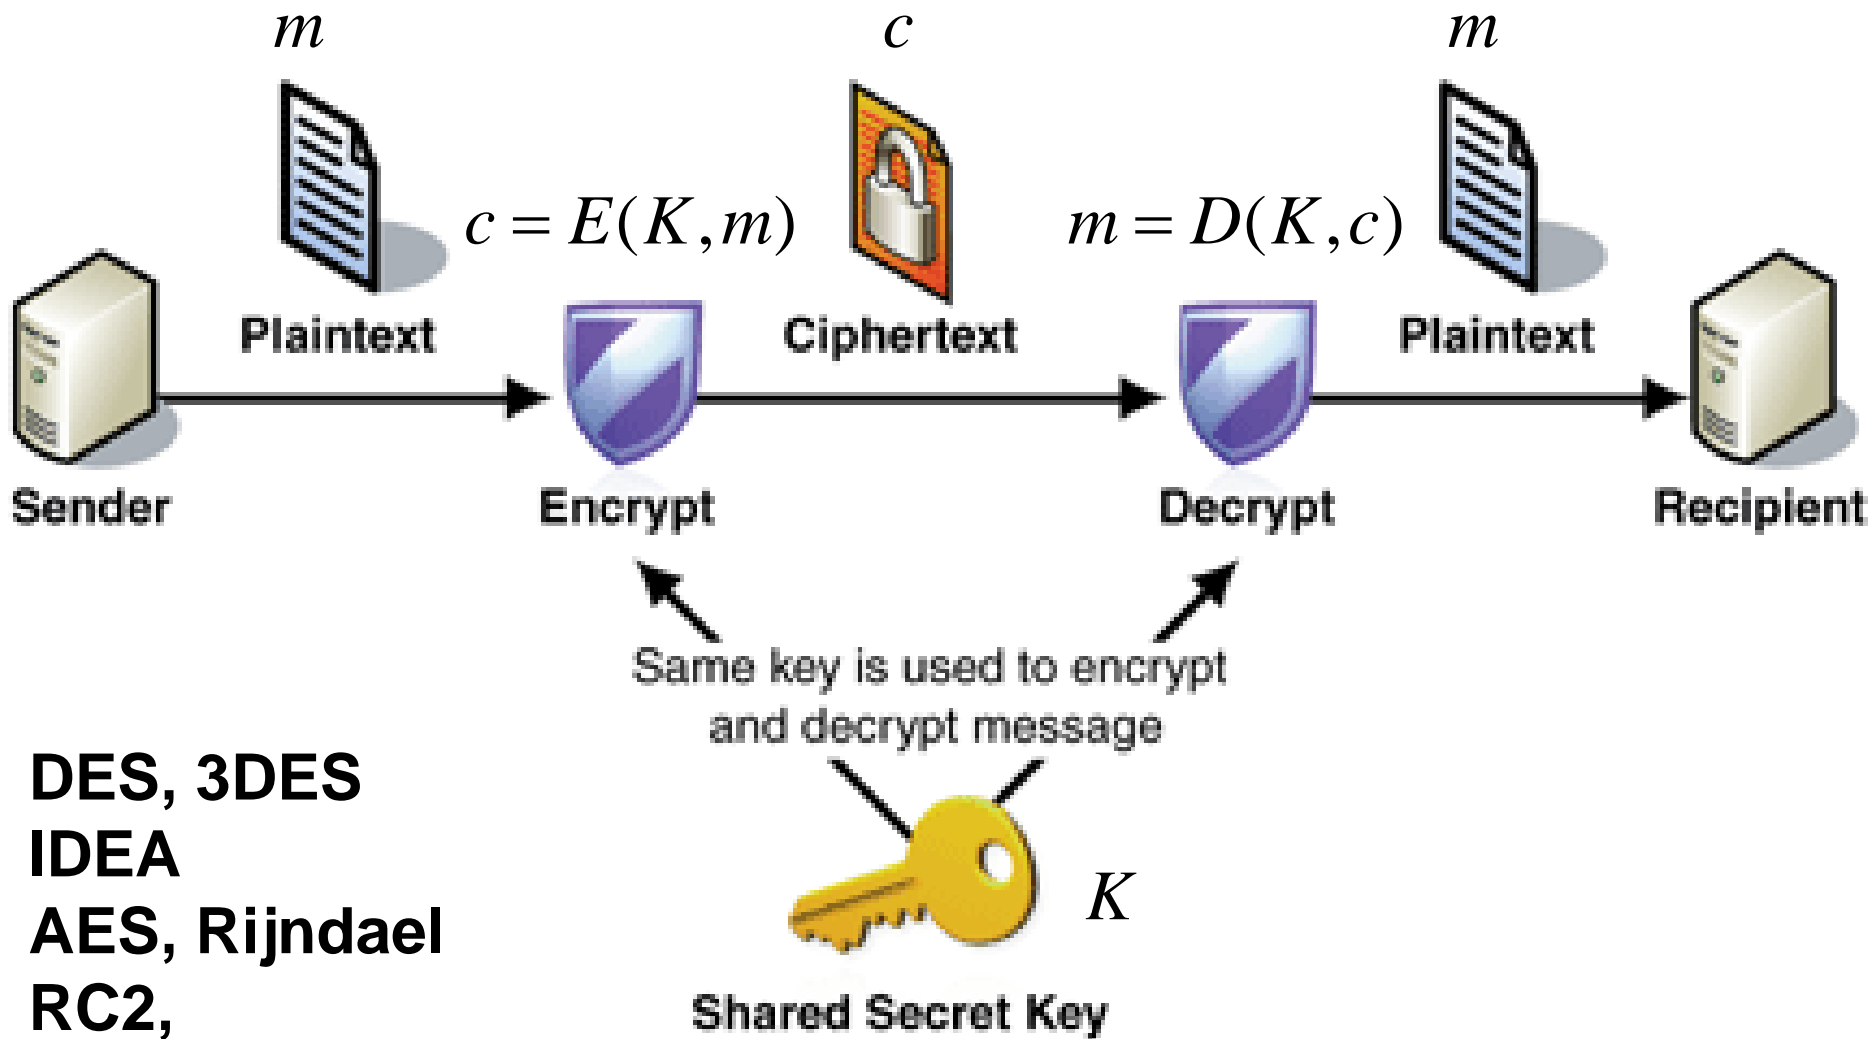 m
c
m
c = E(K,m)
m = D(K,c)
Plaintext
Ciphertext
Plaintext
Sender
Encrypt
Decrypt
Recipient
Same key is used to encrypt
and decrypt message
K
Shared Secret Key
DES, 3DES
IDEA
AES, Rijndael
RC2,